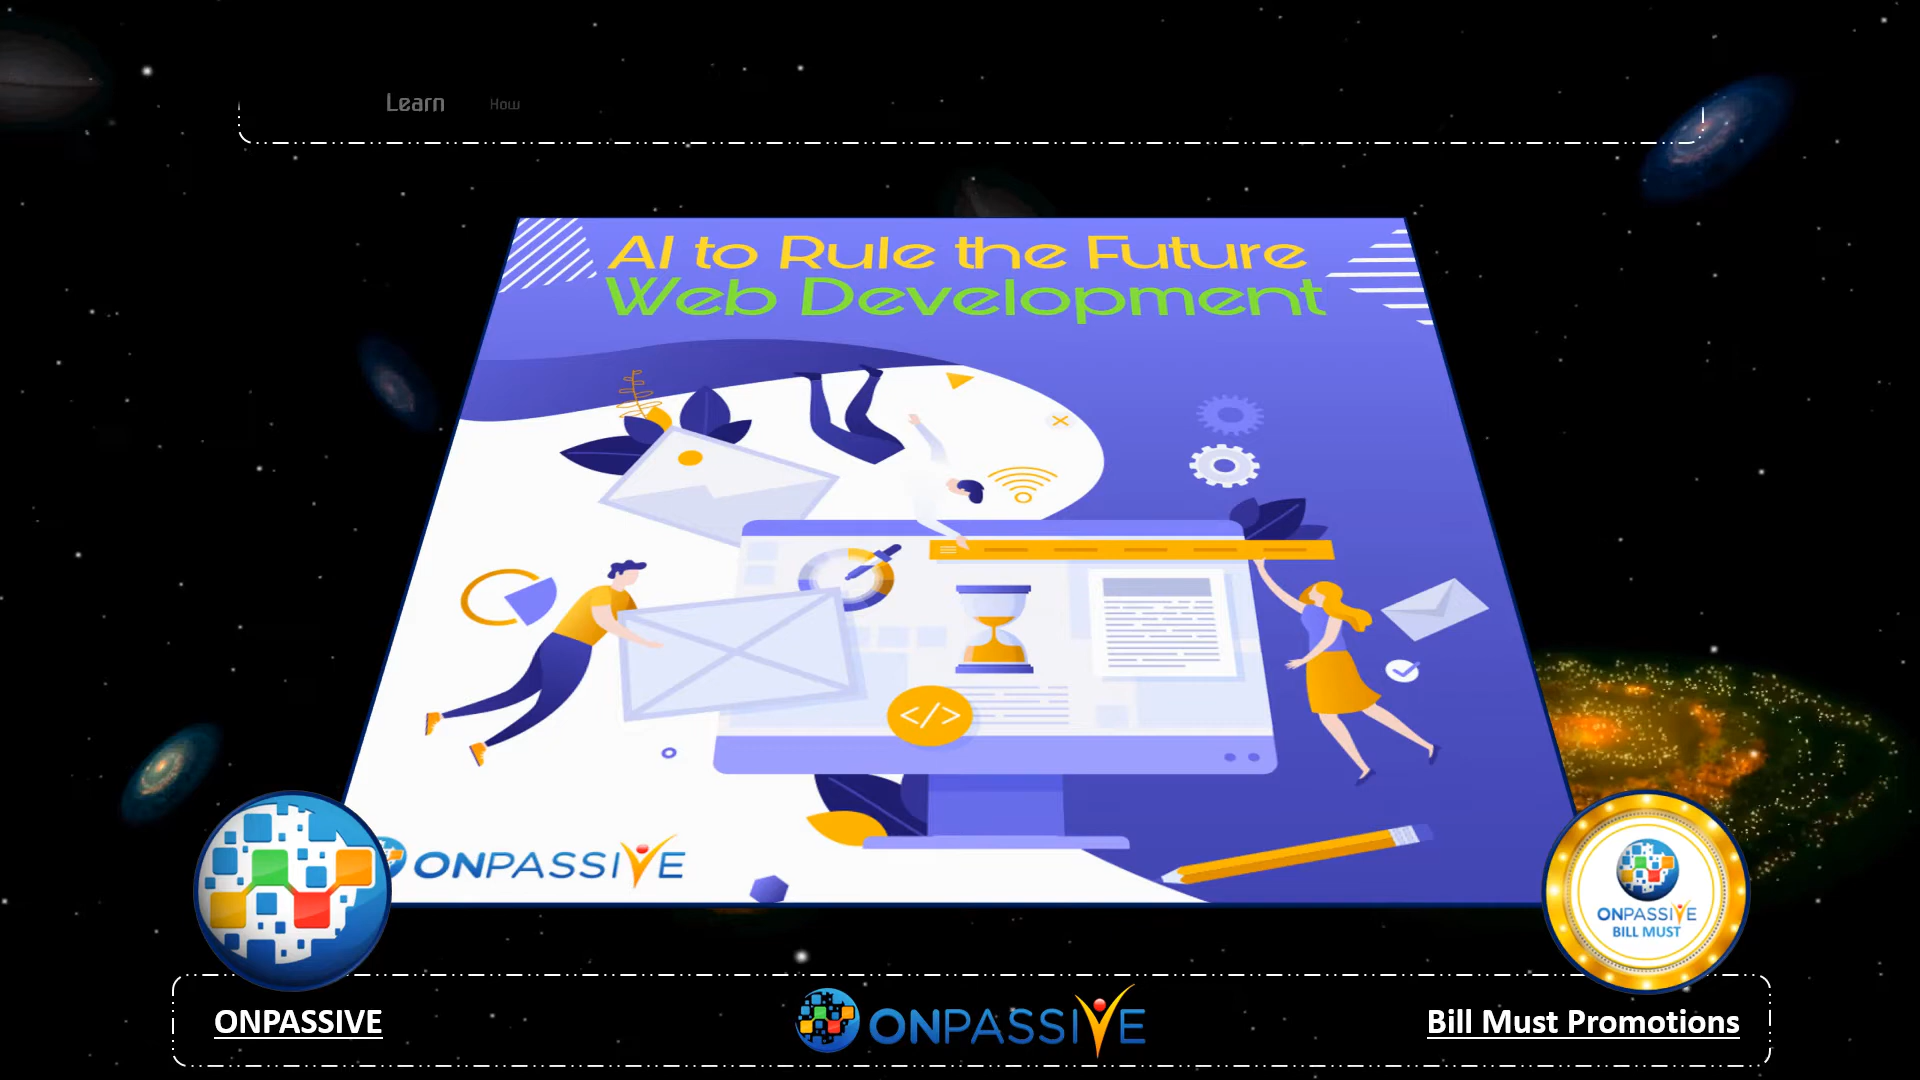 Learn How
AI to Rule the Future
Web Development
</>
ONPASSIVE
ONPASSIVE
BILL MUST
ONPASSIVE
ONPASSIVE
Bill Must Promotions